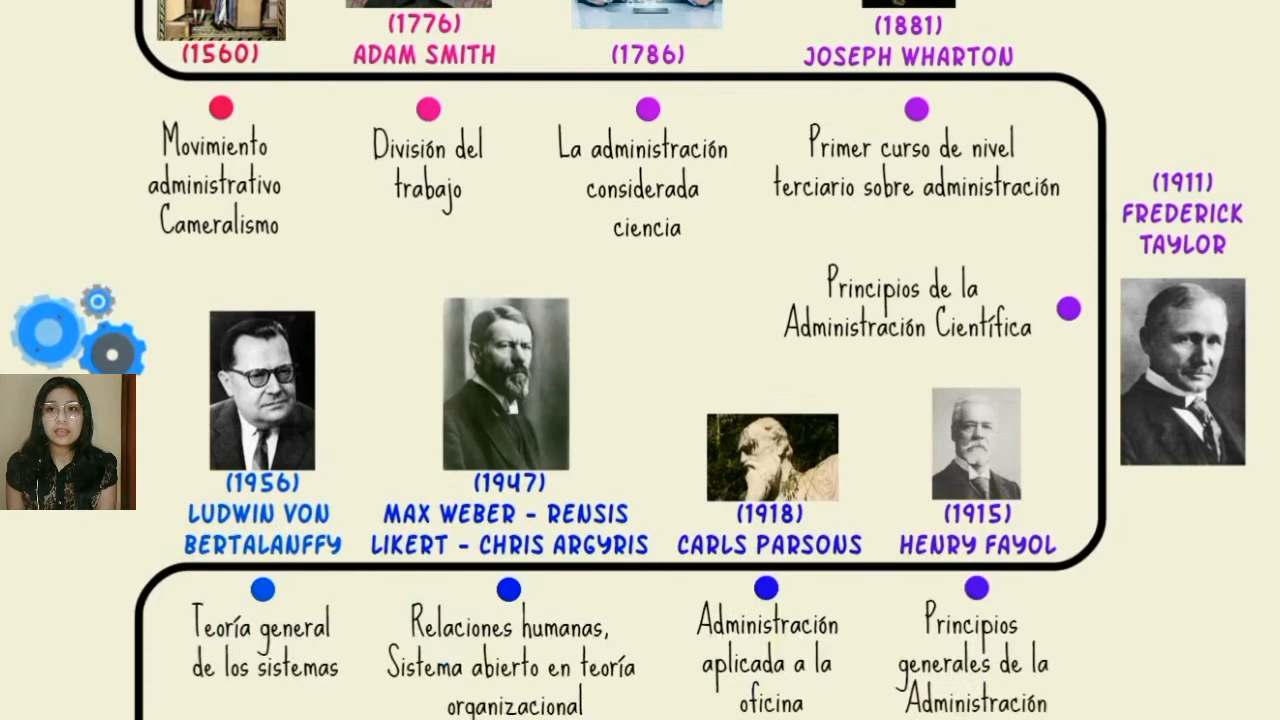 (1560)
(1776)
ADAM SMITH
(1786)
(1881)
JOSEPH WHARTON
Movimiento
administrativo
Cameralismo
División del
trabajo
La administración
considerada
ciencia
Primer curso de nivel
terciario sobre administración
(1911)
FREDERICK
TAYLOR
Principios de la
Administración Científica
(1956)
LUDWIN VON
BERTALANFFY
(1947)
MAX WEBER - RENSIS
LIKERT - CHRIS ARGYRIS
(1918)
CARLS PARSONS
(1915)
HENRY FAYOL
Teoría general
de los sistemas
Relaciones humanas,
Sistema abierto en teoría
organizacional
Administración
aplicada a la
oficina
Principios
generales de la
Administración